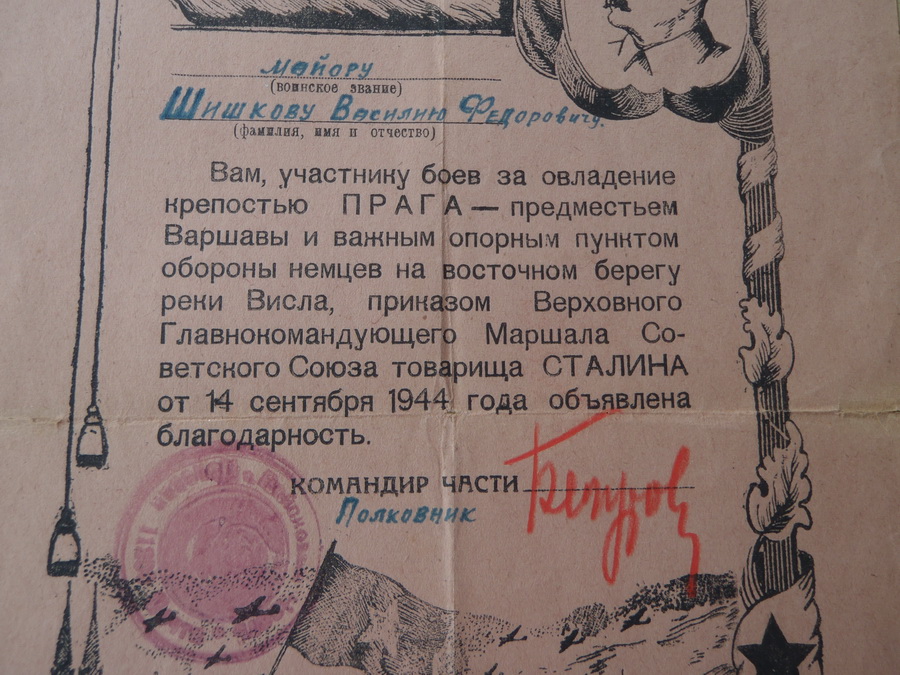 майору
(воинское звание)
Шишкову Василию Федоровичу.
(фамилия, имя и отчество)
Вам, участнику боев за овладение
крепостью ПРАГА — предместьем
Варшавы и важным опорным пунктом
обороны немцев на восточном берегу
реки Висла, приказом Верховного
Главнокомандующего Маршала Со-
ветского Союза товарища СТАЛИНА
от 14 сентября 1944 года объявлена
благодарность.
КОМАНДИР ЧАСТИ
Полковник